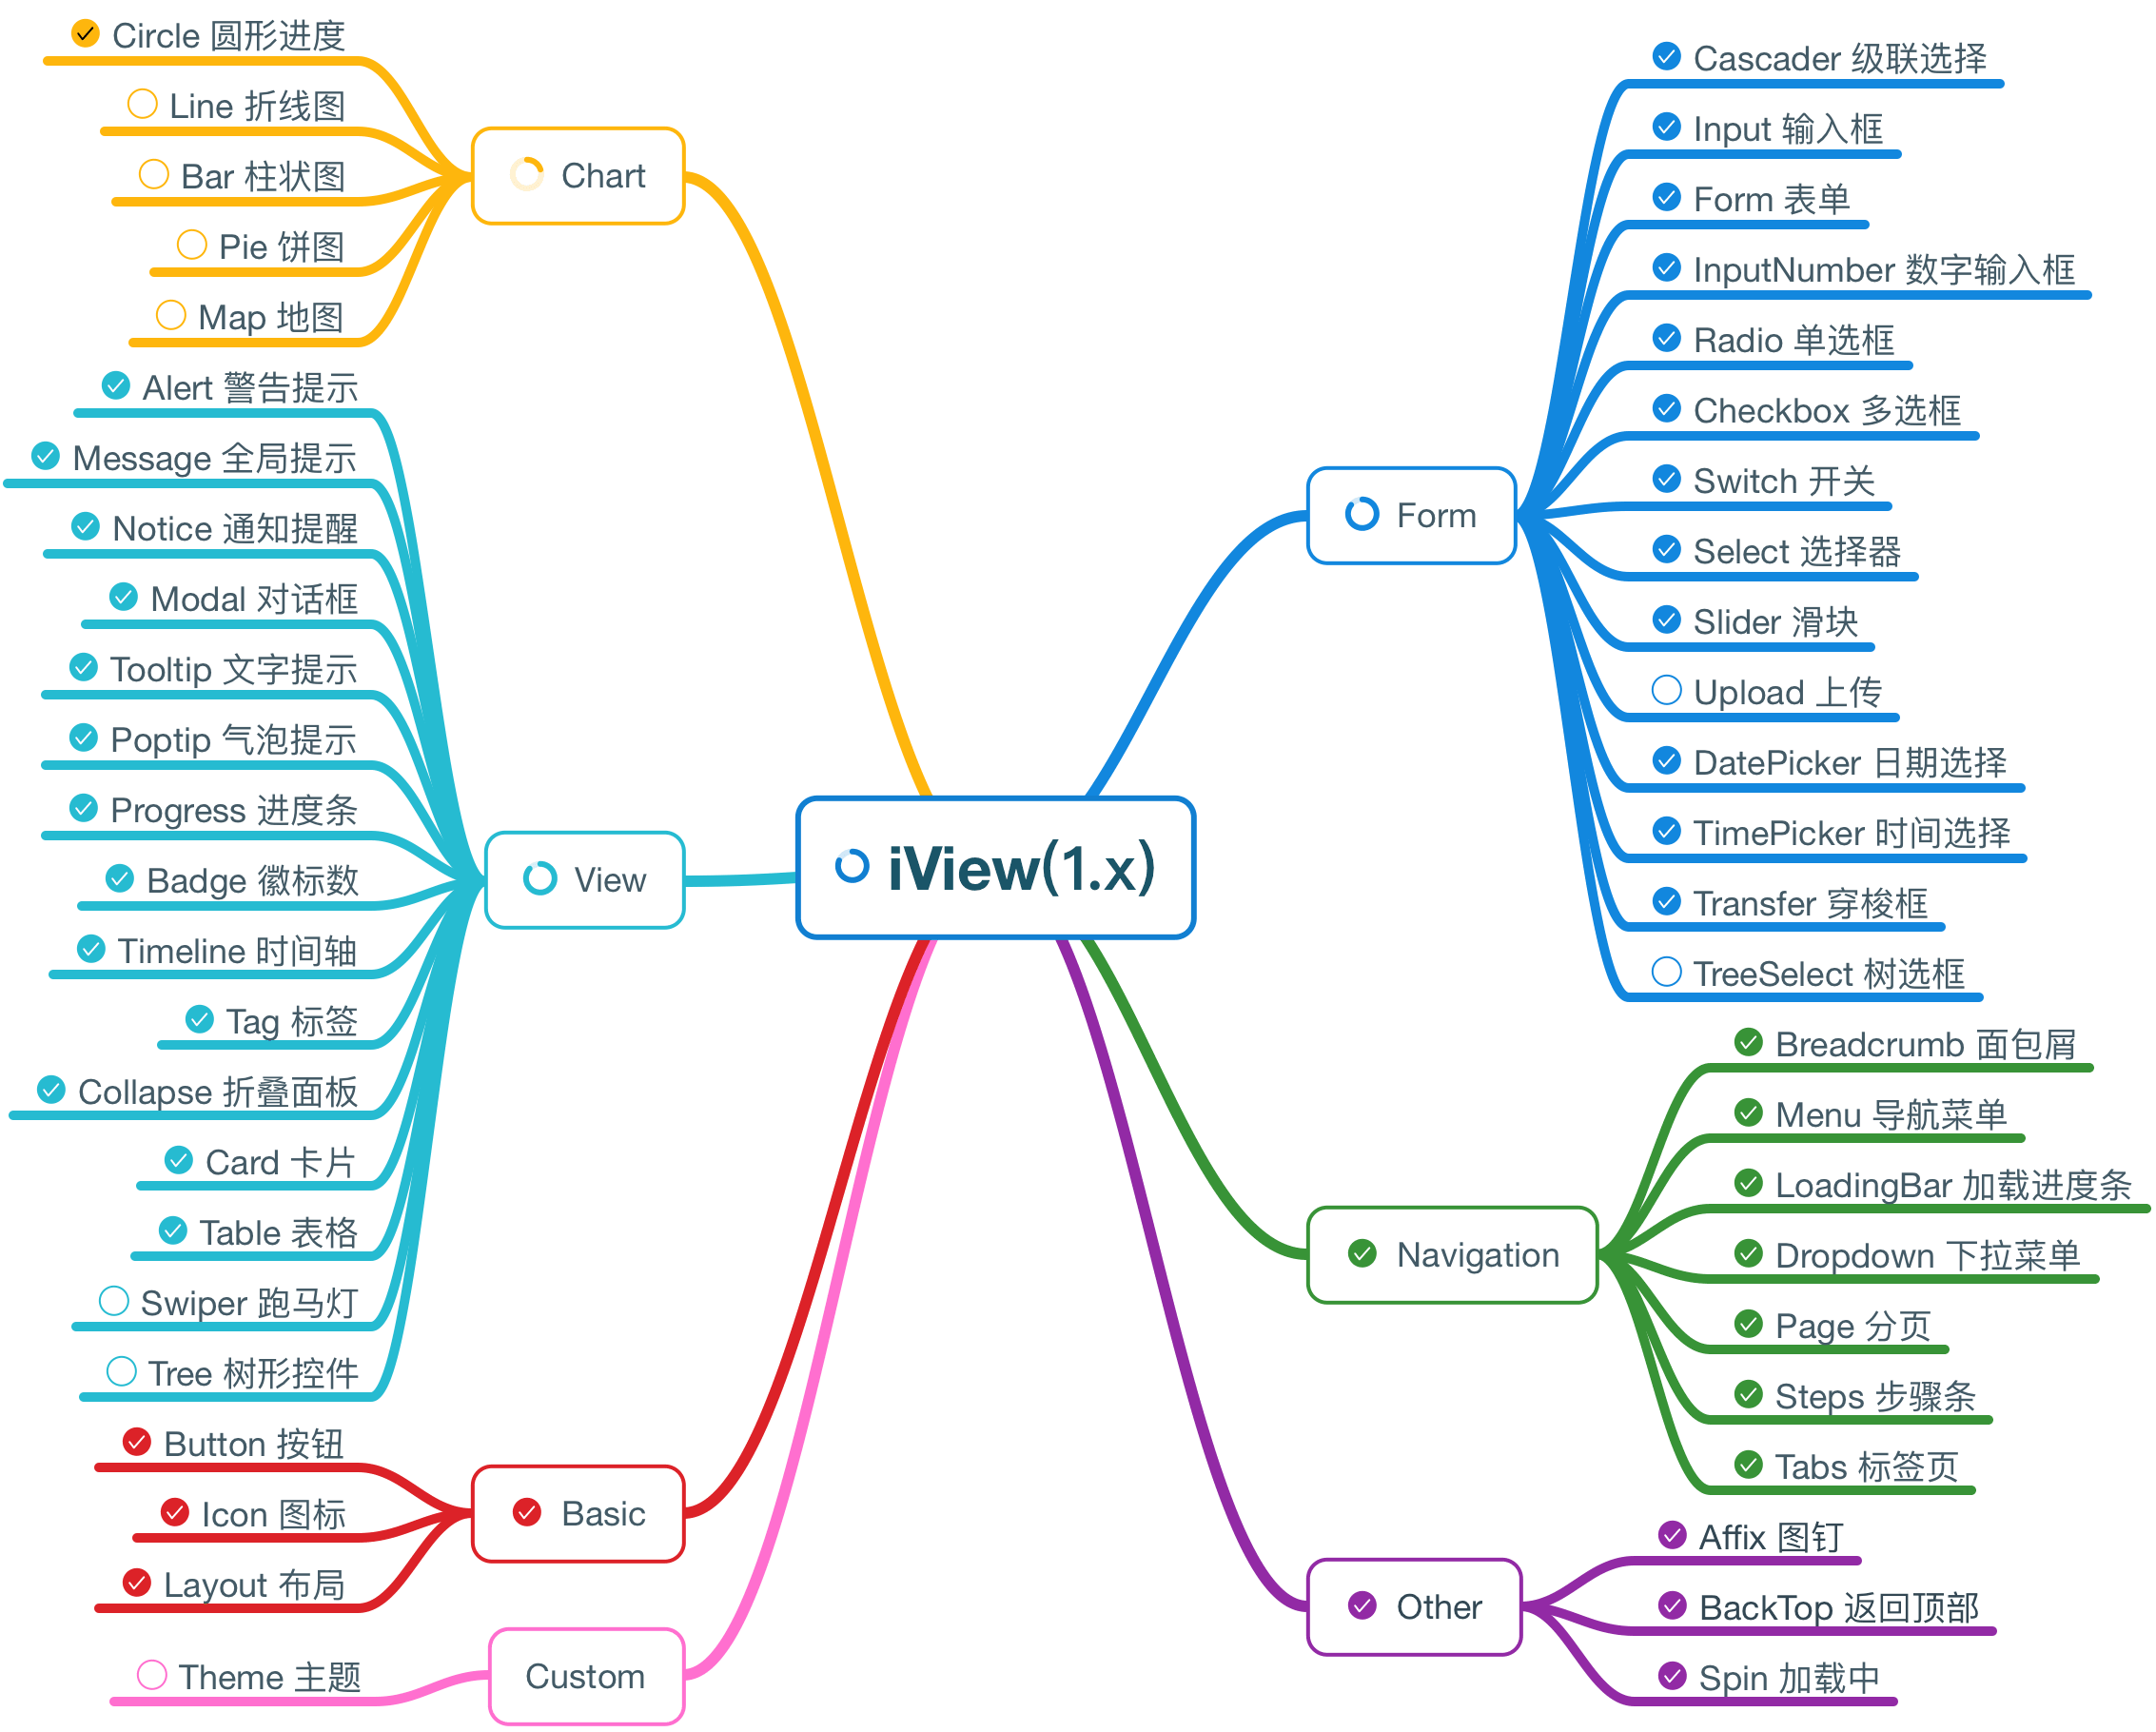 Circle 圆形进度
Line 折线图
Bar 柱状图
Pie 饼图
Map 地图
Chart
Alert 警告提示
Message 全局提示
Notice 通知提醒
Modal 对话框
Tooltip 文字提示
Poptip 气泡提示
Progress 进度条
Badge 徽标数
Timeline 时间轴
Tag 标签
Collapse 折叠面板
Card 卡片
Table 表格
Swiper 跑马灯
Tree 树形控件
View
Button 按钮
Icon 图标
Layout 布局
Basic
Theme 主题
Custom
iView(1.x)
Form
Cascader 级联选择
Input 输入框
Form 表单
InputNumber 数字输入框
Radio 单选框
Checkbox 多选框
Switch 开关
Select 选择器
Slider 滑块
Upload 上传
DatePicker 日期选择
TimePicker 时间选择
Transfer 穿梭框
TreeSelect 树选框
Navigation
Breadcrumb 面包屑
Menu 导航菜单
LoadingBar 加载进度条
Dropdown 下拉菜单
Page 分页
Steps 步骤条
Tabs 标签页
Other
Affix 图钉
BackTop 返回顶部
Spin 加载中